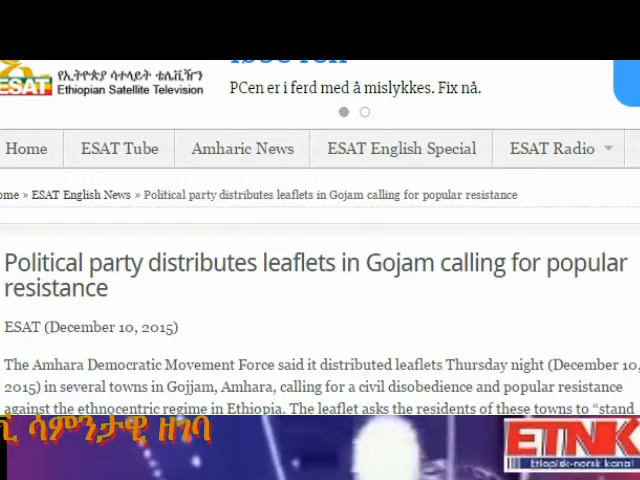 የኢትዮጵያ ሳተላይት ቴሌቪዥን
ESAT Ethiopian Satellite Television
PCen er i ferd med å mislykkes. Fix nå.
Home ESAT Tube Amharic News ESAT English Special ESAT Radio
ome » ESAT English News » Political party distributes leaflets in Gojam calling for popular resistance
Political party distributes leaflets in Gojam calling for popular
resistance
ESAT (December 10, 2015)
The Amhara Democratic Movement Force said it distributed leaflets Thursday night (December 10,
2015) in several towns in Gojjam, Amhara, calling for a civil disobedience and popular resistance
against the ethnocentric regime in Ethiopia. The leaflet asks the residents of these towns to “stand
ቪ ሳምንታዊ ዘገባ
ETNK
Etiopisk-norsk kanal